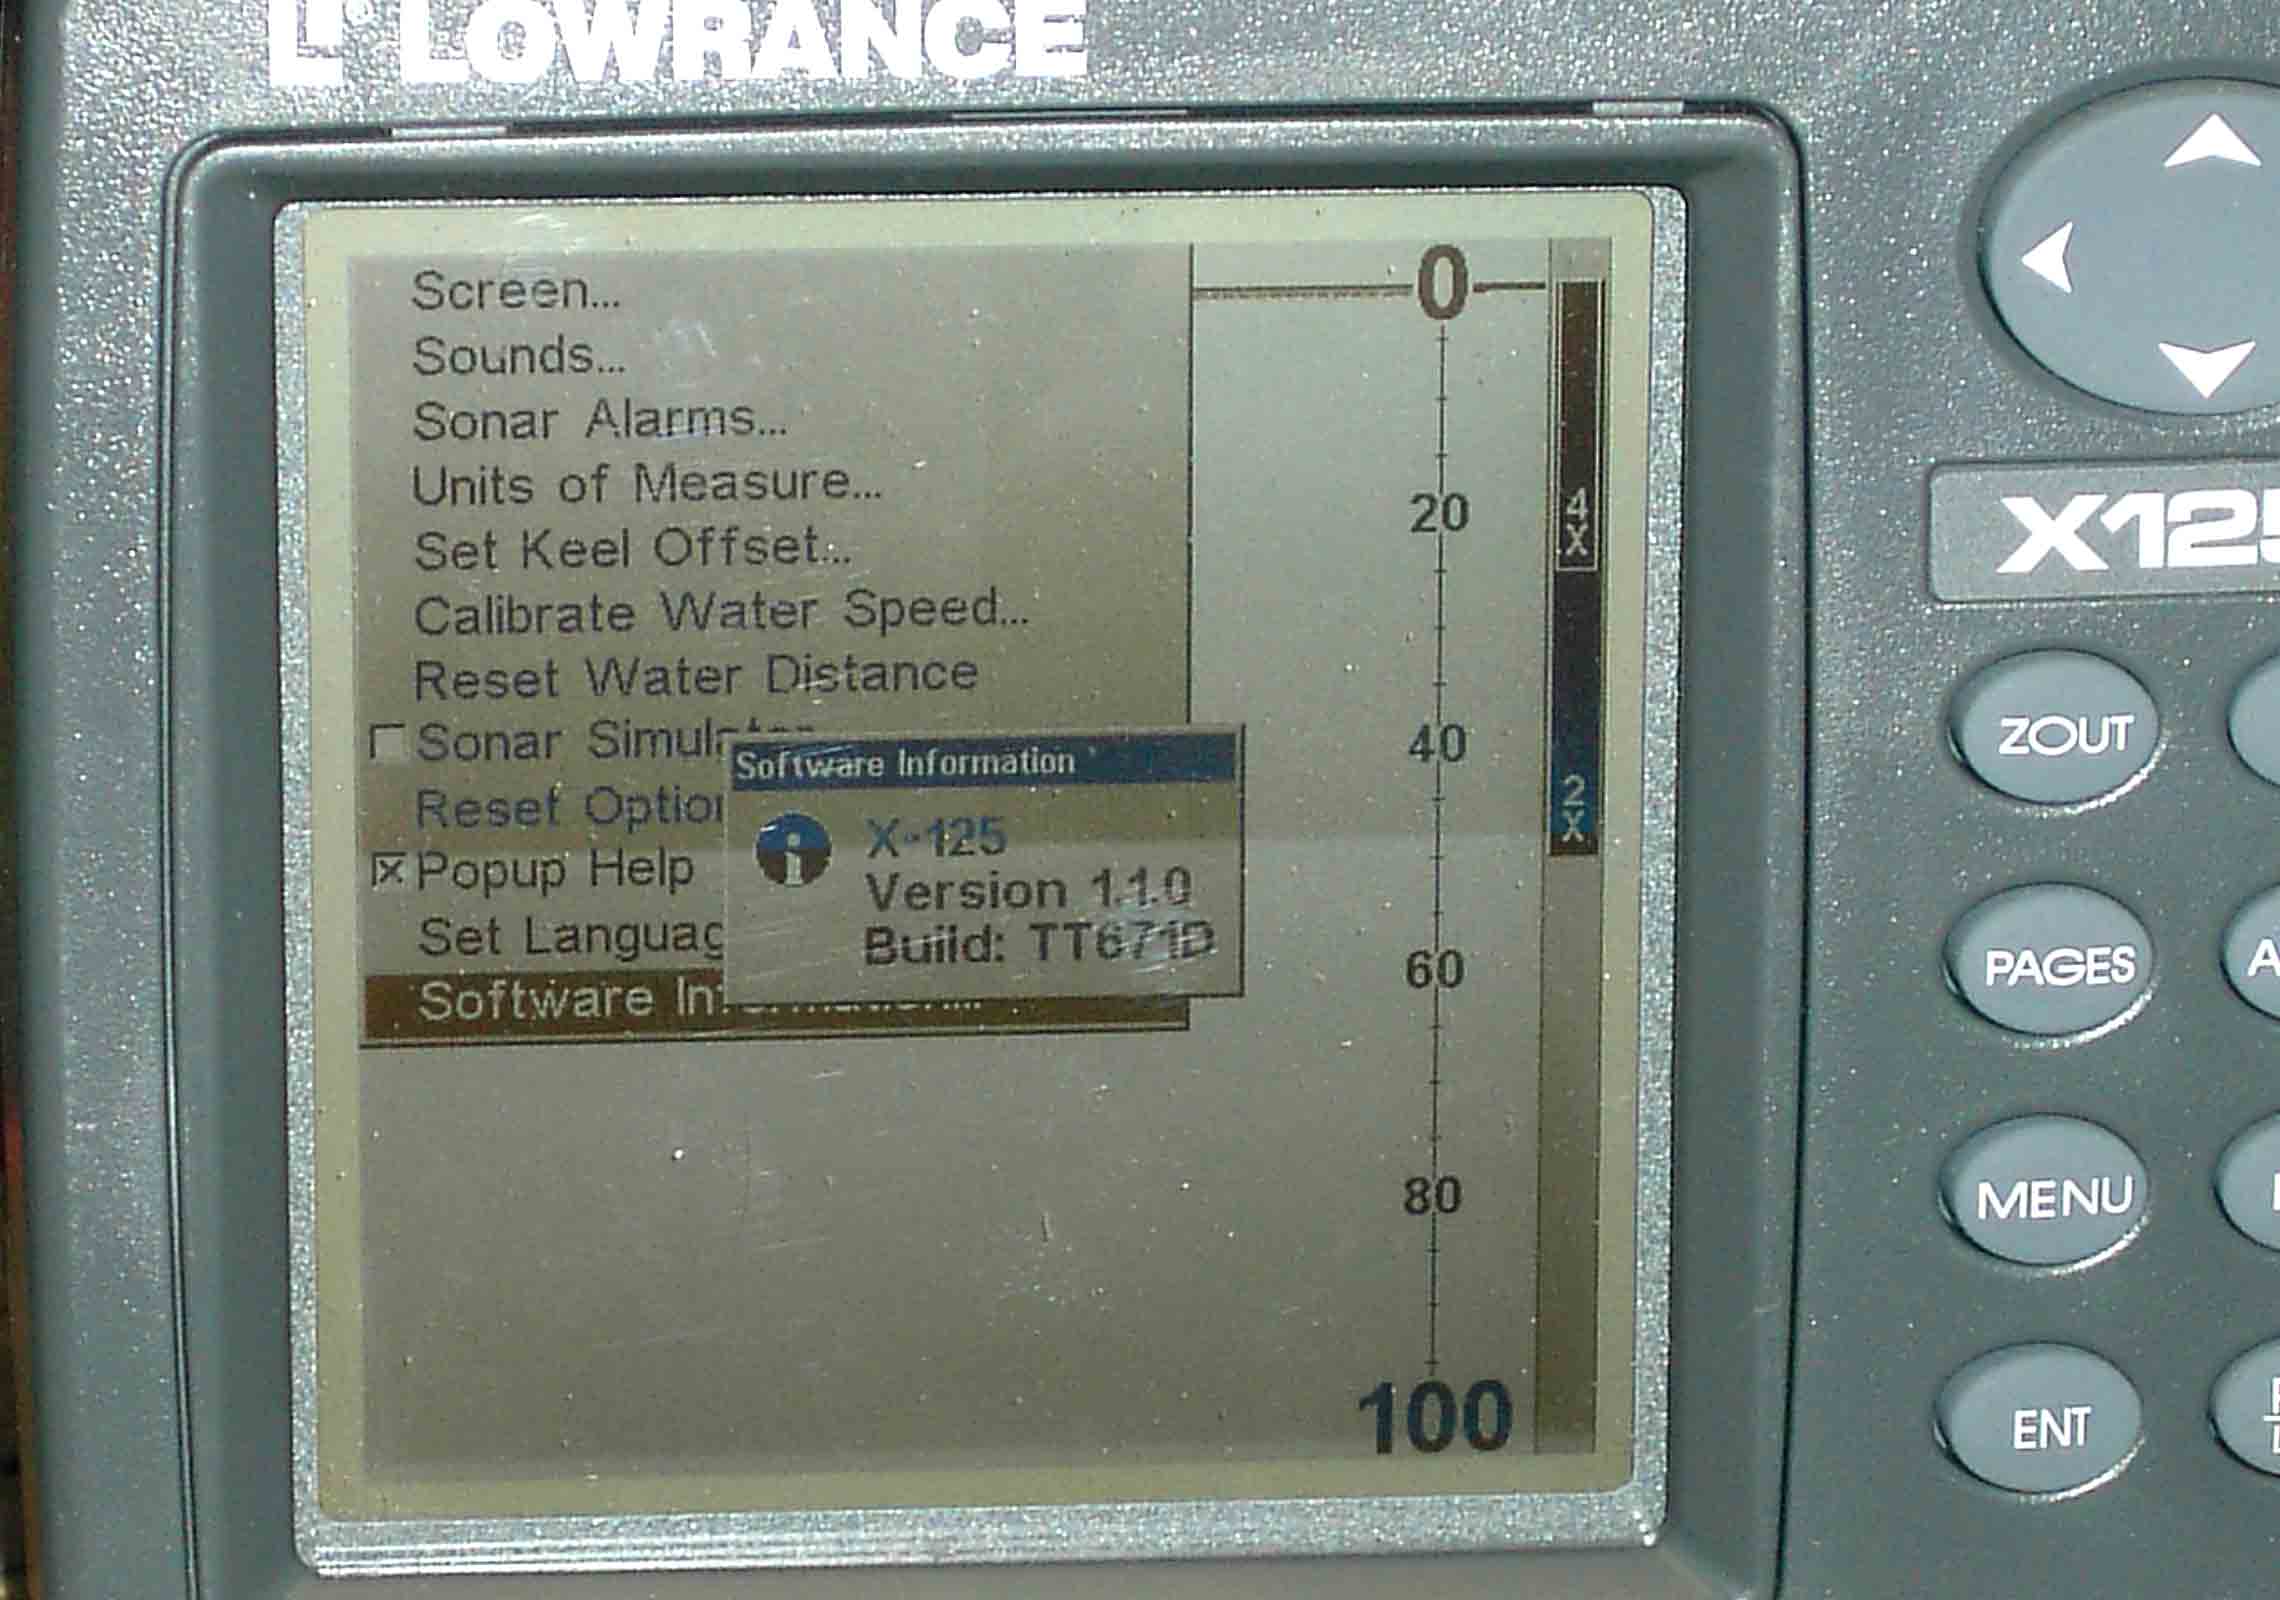 LOWRANCE
Screen...
Sounds...
Sonar Alarms...
Units of Measure...
Set Keel Offset...
Calibrate Water Speed...
Reset Water Distance
Sonar
Reset
Popup Help
Set
Software
Software Information
X-125
Version 1.1.0
Build: TT671D
0
20
40
60
80
100
4
X
2
X
X125
ZOUT
PAGES
MENU
ENT